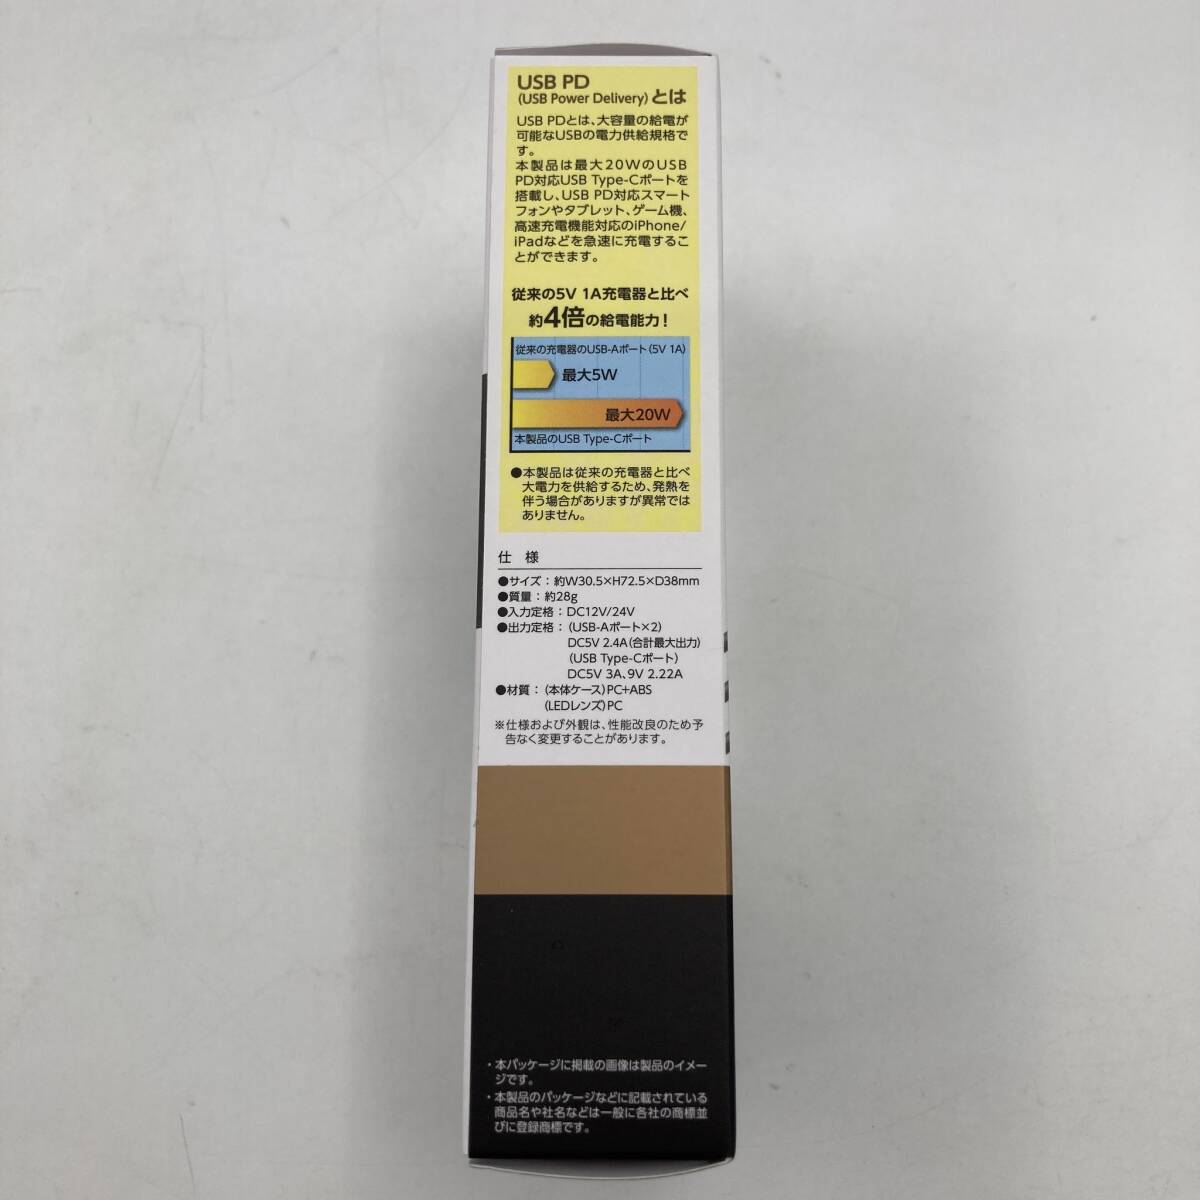 USB PD
(USB Power Delivery) とは
USB PDとは、大容量の給電が
可能なUSBの電力供給規格で
す。
本製品は最大20WのUSB
PD対応USB Type-Cポートを
搭載し、USB PD対応スマート
フォンやタブレット、ゲーム機、
高速充電機能対応のiPhone/
iPadなどを急速に充電するこ
とができます。
従来の5V 1A充電器と比べ
約4倍の給電能力!
従来の充電器のUSB-Aポート(5V 1A)
最大5W
最大20W
本製品のUSB Type-Cポート
●本製品は従来の充電器と比べ
大電力を供給するため、発熱を
伴う場合がありますが異常では
ありません。
仕 様
●サイズ：約W30.5×H72.5×D38mm
●質量：約28g
●入力定格：DC12V/24V
●出力定格：(USB-Aポート×2)
DC5V 2.4A(合計最大出力)
(USB Type-Cポート)
DC5V 3A、9V 2.22A
●材質：(本体ケース)PC+ABS
(LEDレンズ)PC
※仕様および外観は、性能改良のため予
告なく変更することがあります。
・本パッケージに掲載の画像は製品のイメー
ジです。
・本製品のパッケージなどに記載されている
商品名や社名などは一般に各社の商標並
びに登録商標です。